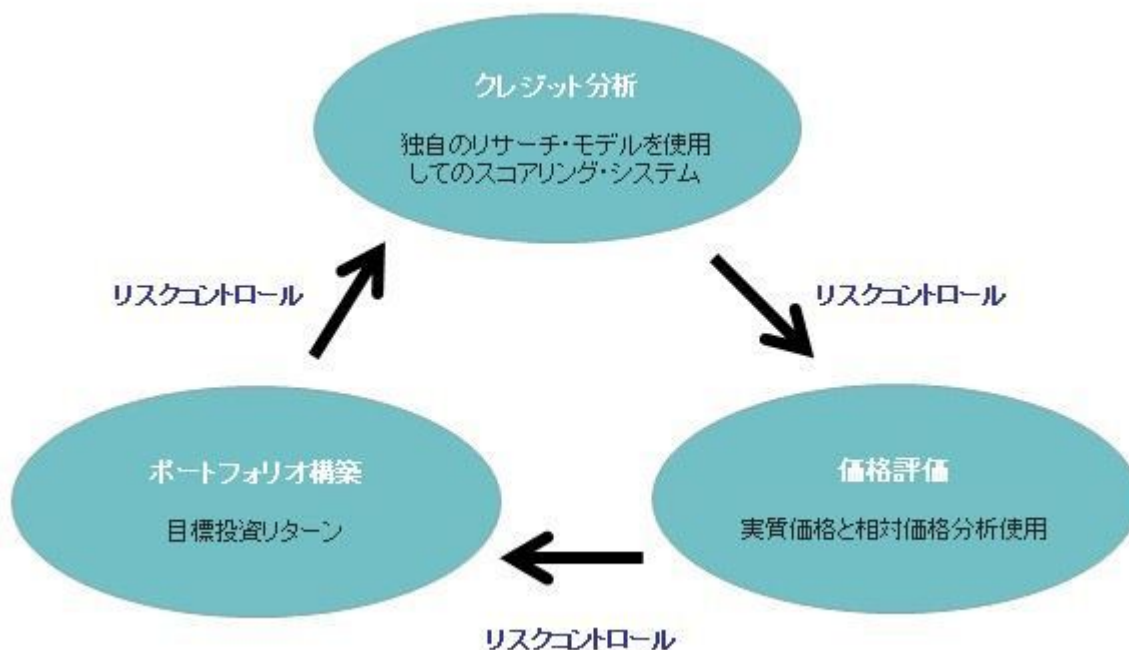 クレジット分析
独自のリサーチ・モデルを使用
してのスコアリング・システム
リスクコントロール
リスクコントロール
ポートフォリオ構築
目標投資リターン
価格評価
実質価格と相対価格分析使用
リスクコントロール